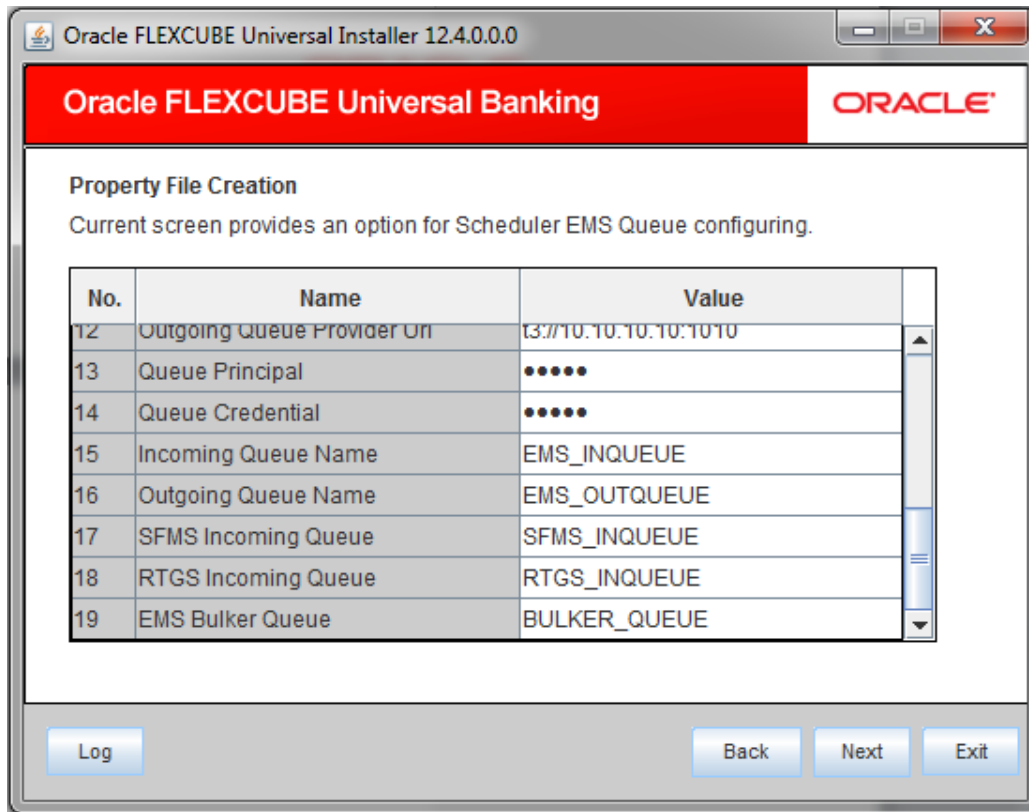 Oracle FLEXCUBE Universal Installer 12.4.0.0.0
Oracle FLEXCUBE Universal Banking
ORACLE
Property File Creation
Current screen provides an option for Scheduler EMS Queue configuring.
No. Name Value
12 Outgoing Queue Provider Url t3://10.10.10.10:1010
13 Queue Principal •••••
14 Queue Credential •••••
15 Incoming Queue Name EMS_INQUEUE
16 Outgoing Queue Name EMS_OUTQUEUE
17 SFMS Incoming Queue SFMS_INQUEUE
18 RTGS Incoming Queue RTGS_INQUEUE
19 EMS Bulker Queue BULKER_QUEUE
Log Back Next Exit